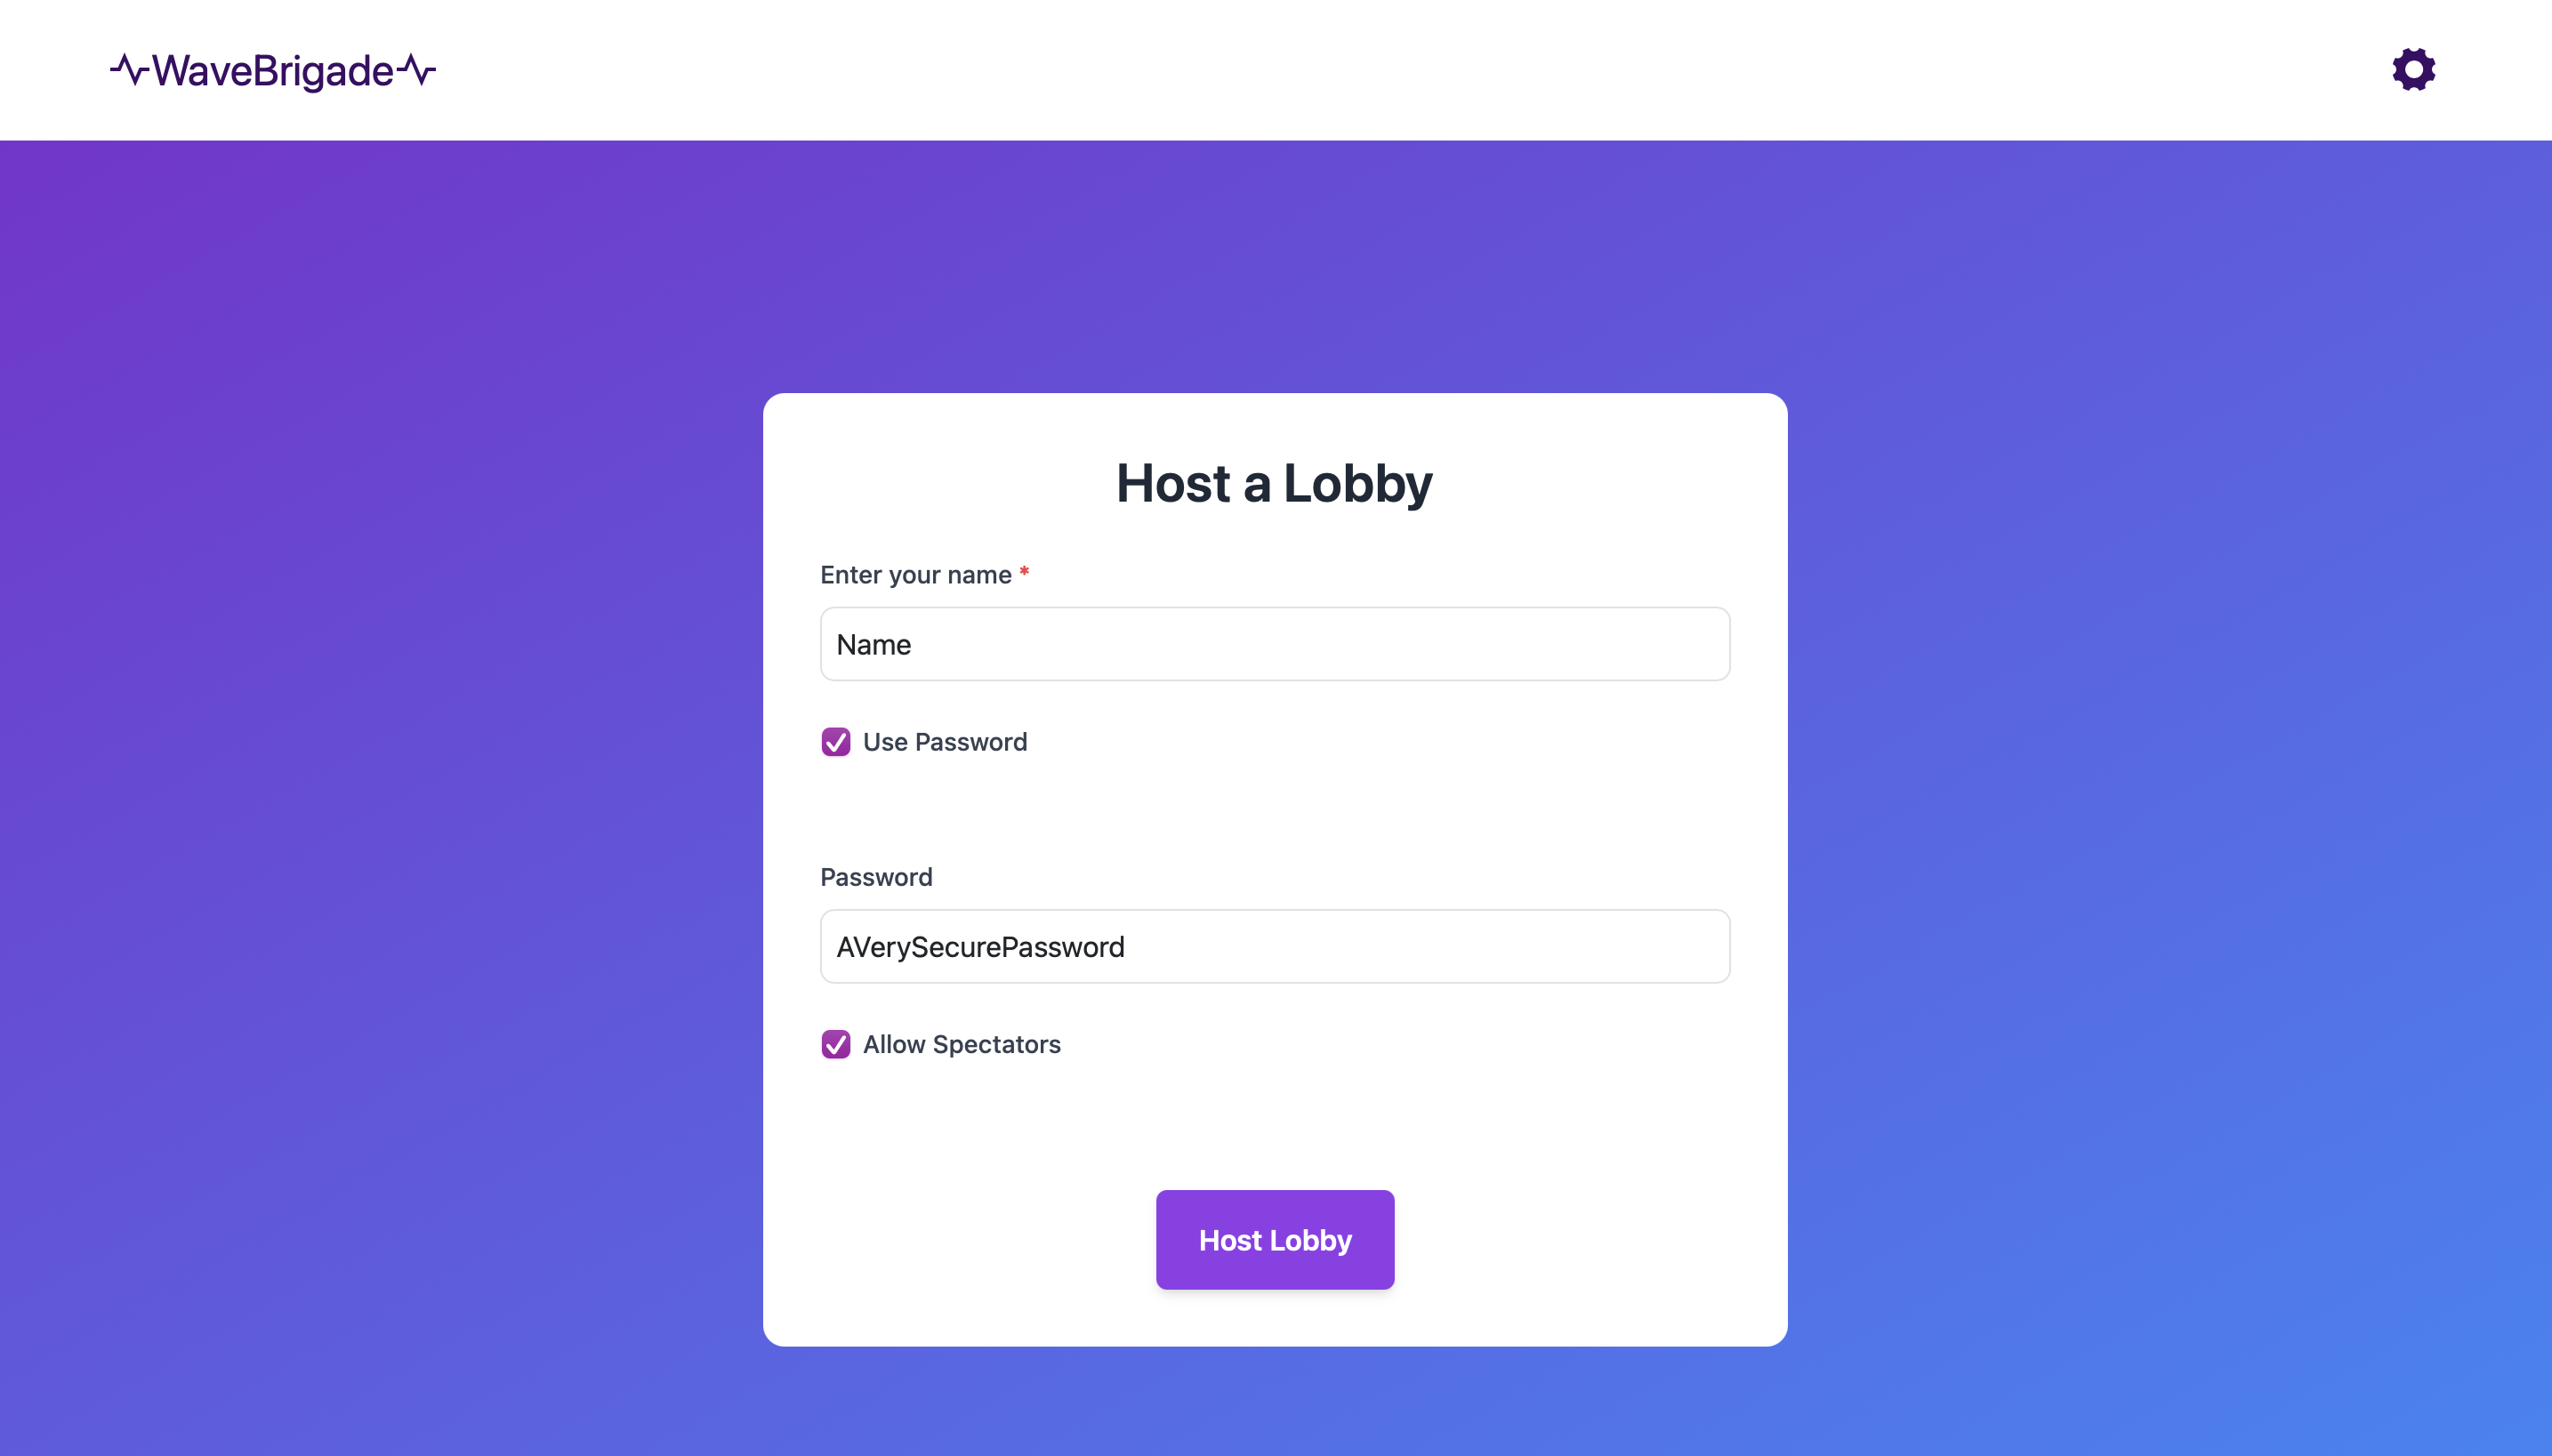 WaveBrigade
Host a Lobby
Enter your name *
Name
Use Password
Password
AVerySecurePassword
Allow Spectators
Host Lobby